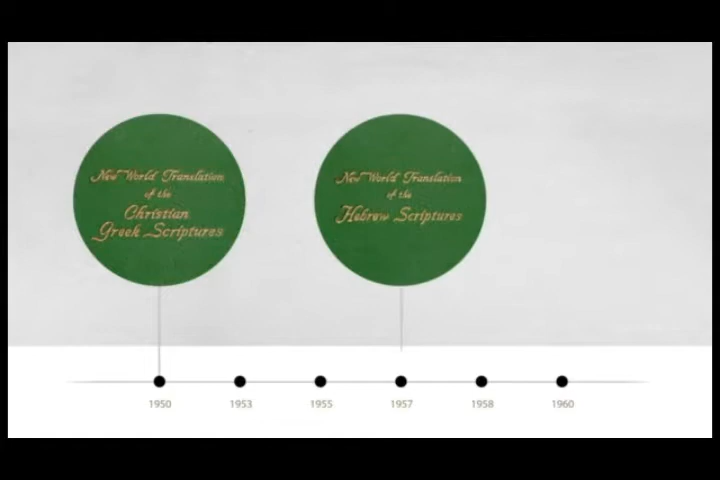 New World Translation
of the
Christian
Greek Scriptures
New World Translation
of the
Hebrew Scriptures
1950 1953 1955 1957 1958 1960